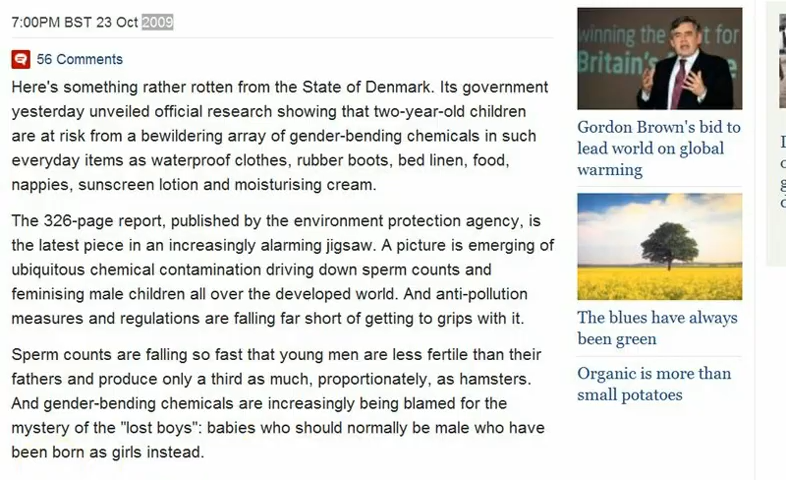 7:00PM BST 23 Oct 2009
56 Comments
Here's something rather rotten from the State of Denmark. Its government
yesterday unveiled official research showing that two-year-old children
are at risk from a bewildering array of gender-bending chemicals in such
everyday items as waterproof clothes, rubber boots, bed linen, food,
nappies, sunscreen lotion and moisturising cream.
The 326-page report, published by the environment protection agency, is
the latest piece in an increasingly alarming jigsaw. A picture is emerging of
ubiquitous chemical contamination driving down sperm counts and
feminising male children all over the developed world. And anti-pollution
measures and regulations are falling far short of getting to grips with it.
Sperm counts are falling so fast that young men are less fertile than their
fathers and produce only a third as much, proportionately, as hamsters.
And gender-bending chemicals are increasingly being blamed for the
mystery of the "lost boys": babies who should normally be male who have
been born as girls instead.
winning the for
Britain's
Gordon Brown's bid to
lead world on global
warming
The blues have always
been green
Organic is more than
small potatoes